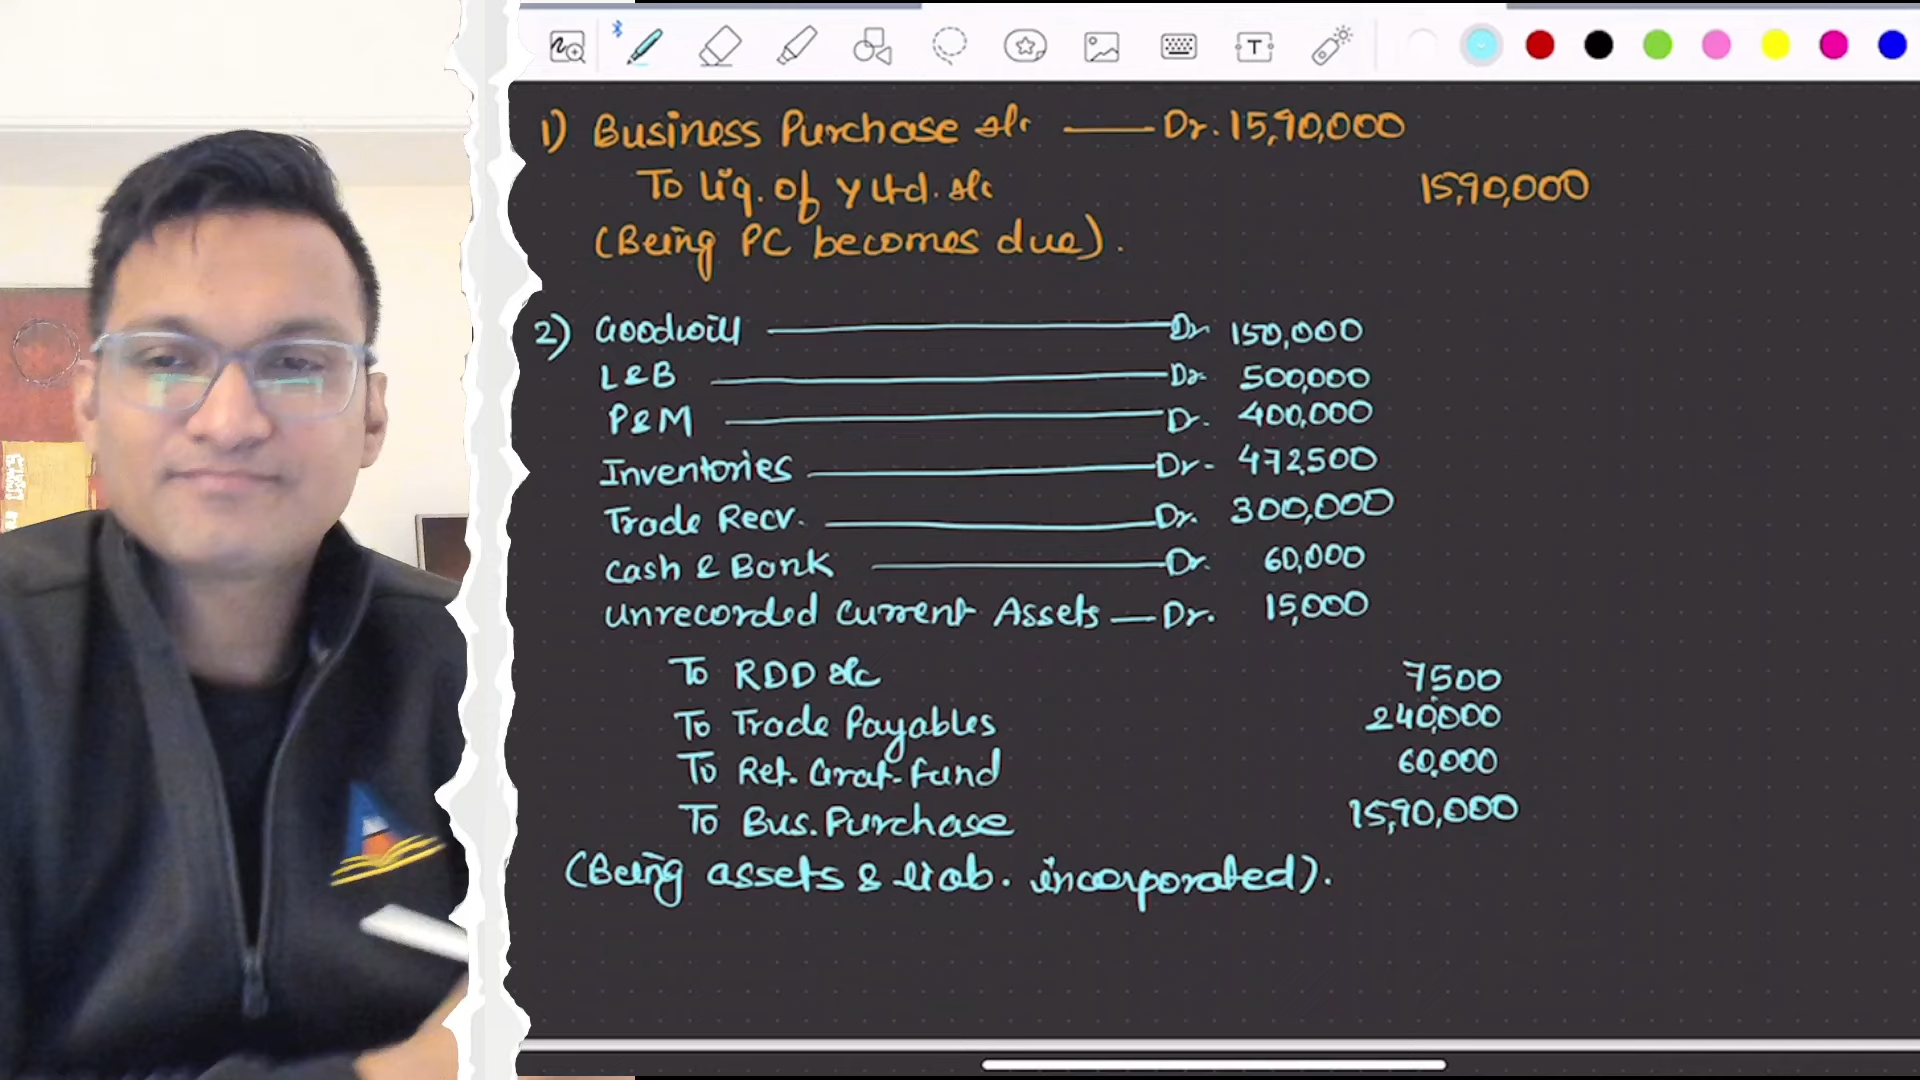 1) Business Purchase a/c —— Dr. 15,90,000
To Liq. of Y Ltd. a/c 15,90,000
(Being PC becomes due).
2) Goodwill —— Dr 150,000
L&B —— Dr. 500,000
P&M —— Dr. 400,000
Inventories —— Dr. 472,500
Trade Recv. —— Dr. 300,000
Cash & Bank —— Dr. 60,000
Unrecorded Current Assets — Dr. 15,000
To RDD a/c 7500
To Trade Payables 240,000
To Ret. Grat. Fund 60,000
To Bus. Purchase 15,90,000
(Being assets & liab. incorporated).